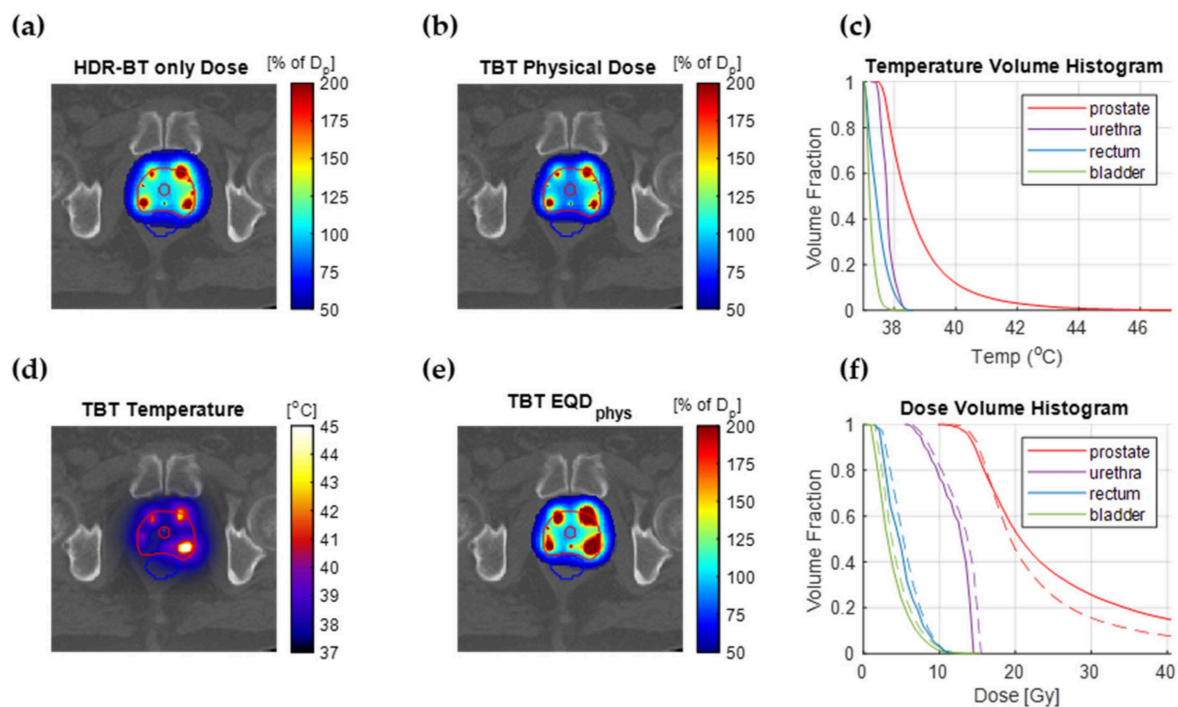 (a)
HDR-BT only Dose
[% of Dp]
200
175
150
125
100
75
50
(b)
TBT Physical Dose
[% of Dp]
200
175
150
125
100
75
50
(c)
Temperature Volume Histogram
Volume Fraction
1
0.8
0.6
0.4
0.2
0
prostate
urethra
rectum
bladder
38 40 42 44 46
Temp (°C)
(d)
TBT Temperature
[°C]
45
44
43
42
41
40
39
38
37
(e)
TBT EQDphys
[% of Dp]
200
175
150
125
100
75
50
(f)
Dose Volume Histogram
Volume Fraction
1
0.8
0.6
0.4
0.2
0
prostate
urethra
rectum
bladder
0 10 20 30 40
Dose [Gy]